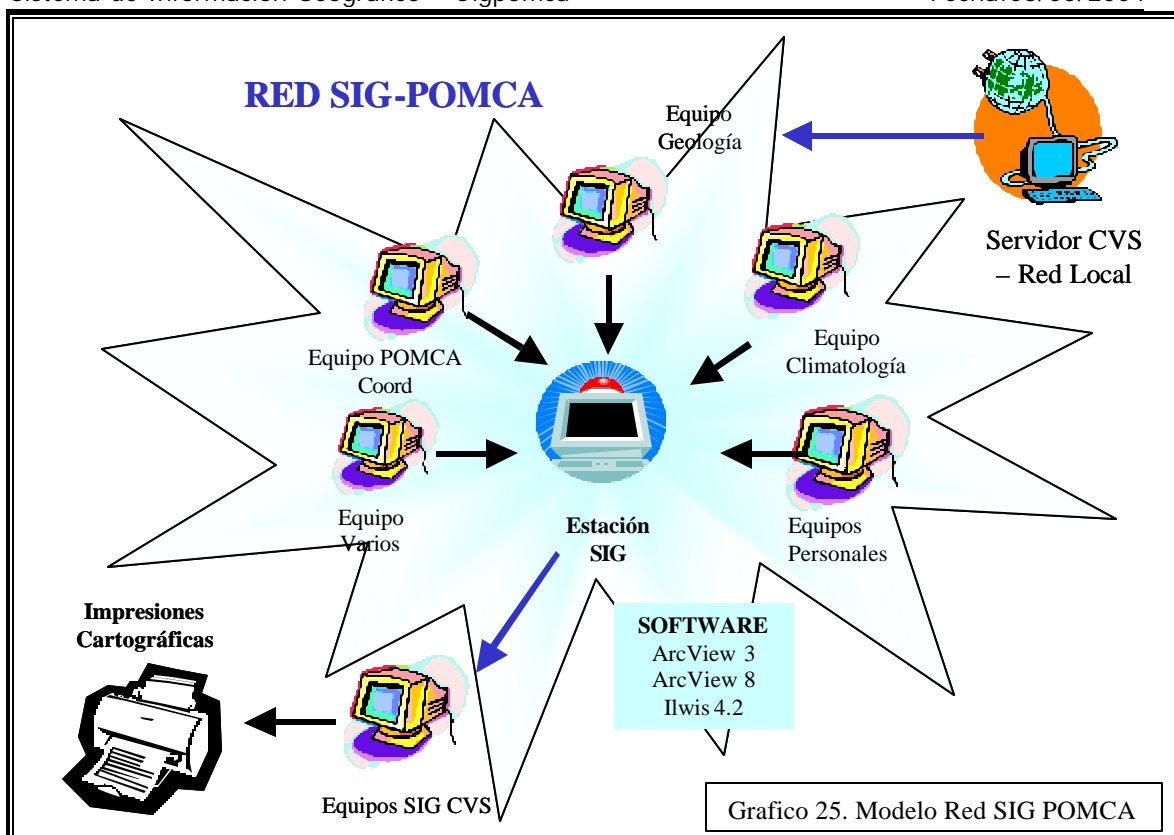 RED SIG-POMCA
Equipo
Geología
Servidor CVS
– Red Local
Equipo POMCA
Coord
Equipo
Climatología
Equipo
Varios
Estación
SIG
Equipos
Personales
Impresiones
Cartográficas
SOFTWARE
ArcView 3
ArcView 8
Ilwis 4.2
Equipos SIG CVS
Grafico 25. Modelo Red SIG POMCA